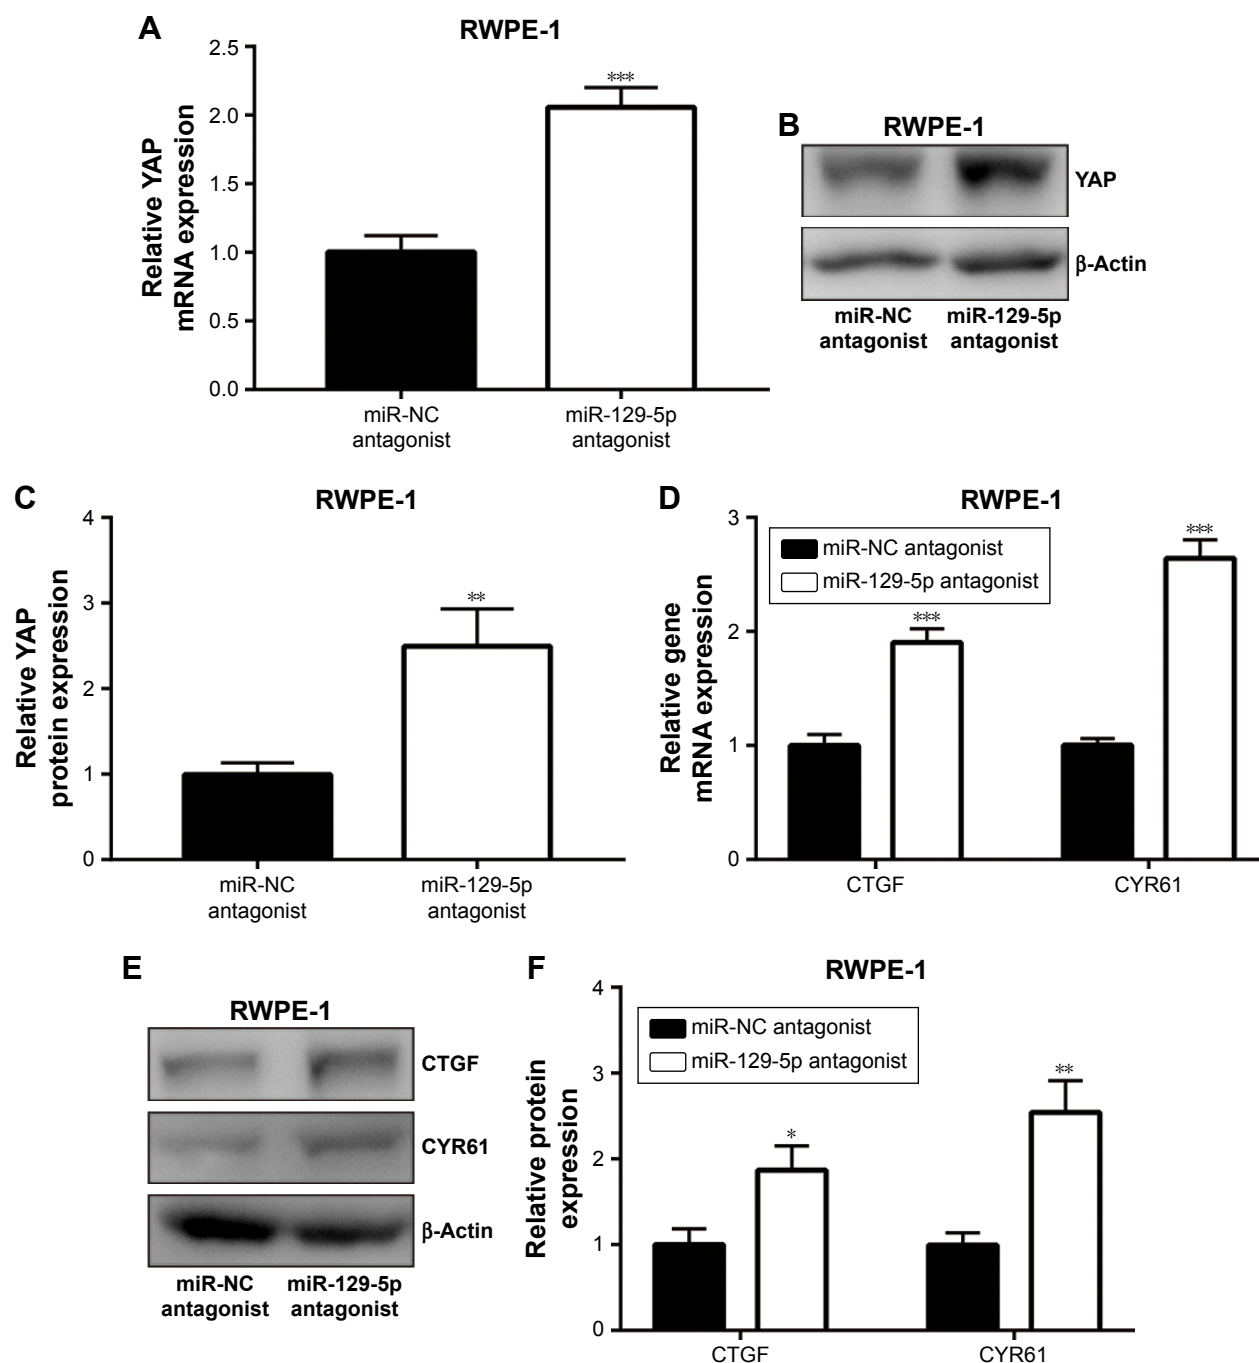 A
RWPE-1
Relative YAP
mRNA expression
2.5
2.0
1.5
1.0
0.5
0.0
***
miR-NC
antagonist
miR-129-5p
antagonist
B
RWPE-1
YAP
β-Actin
miR-NC
antagonist
miR-129-5p
antagonist
C
RWPE-1
Relative YAP
protein expression
4
3
2
1
0
**
miR-NC
antagonist
miR-129-5p
antagonist
D
RWPE-1
Relative gene
mRNA expression
3
2
1
0
miR-NC antagonist
miR-129-5p antagonist
***
***
CTGF
CYR61
E
RWPE-1
CTGF
CYR61
β-Actin
miR-NC
antagonist
miR-129-5p
antagonist
F
RWPE-1
Relative protein
expression
4
3
2
1
0
miR-NC antagonist
miR-129-5p antagonist
*
**
CTGF
CYR61